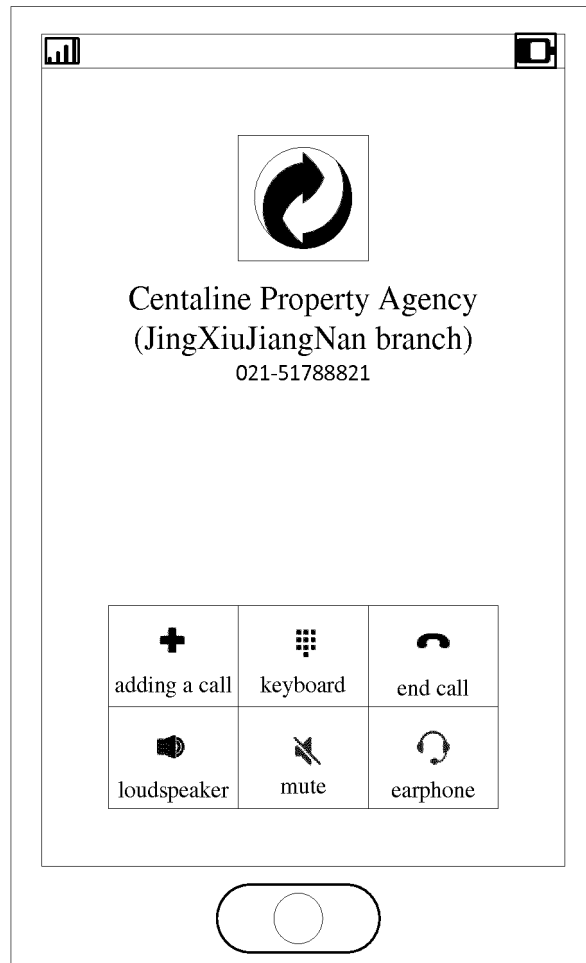 Centaline Property Agency
(JingXiuJiangNan branch)
021-51788821
adding a call
keyboard
end call
loudspeaker
mute
earphone